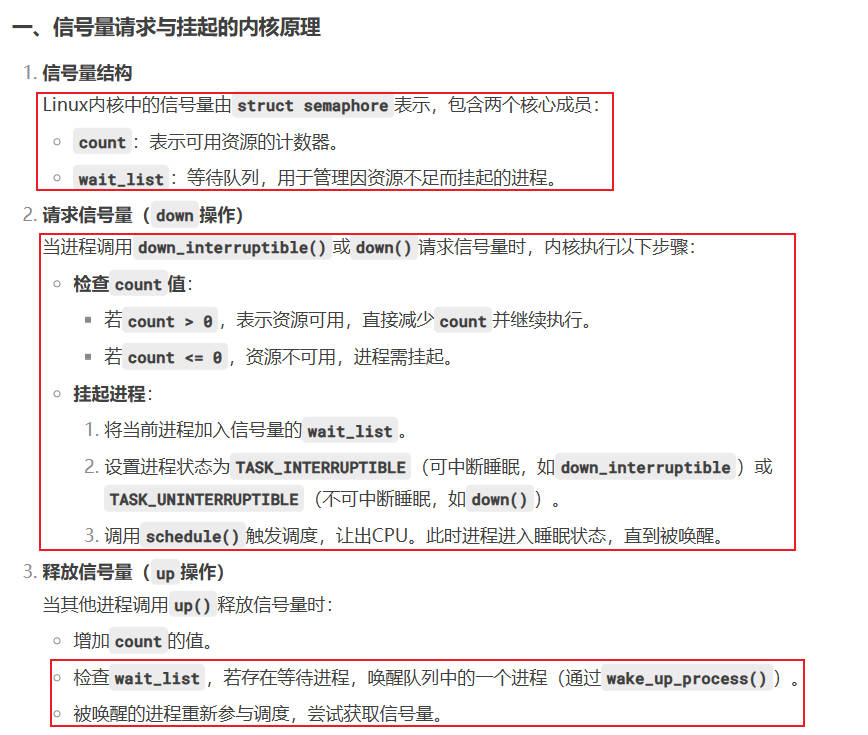 一、信号量请求与挂起的内核原理
1. 信号量结构
Linux内核中的信号量由 struct semaphore 表示，包含两个核心成员：
count ：表示可用资源的计数器。
wait_list ：等待队列，用于管理因资源不足而挂起的进程。
2. 请求信号量（ down 操作）
当进程调用 down_interruptible() 或 down() 请求信号量时，内核执行以下步骤：
检查 count 值：
若 count > 0 ，表示资源可用，直接减少 count 并继续执行。
若 count <= 0 ，资源不可用，进程需挂起。
挂起进程：
1. 将当前进程加入信号量的 wait_list 。
2. 设置进程状态为 TASK_INTERRUPTIBLE （可中断睡眠，如 down_interruptible ）或
TASK_UNINTERRUPTIBLE （不可中断睡眠，如 down() ）。
3. 调用 schedule() 触发调度，让出CPU。此时进程进入睡眠状态，直到被唤醒。
3. 释放信号量（ up 操作）
当其他进程调用 up() 释放信号量时：
增加 count 的值。
检查 wait_list ，若存在等待进程，唤醒队列中的一个进程（通过 wake_up_process() ）。
被唤醒的进程重新参与调度，尝试获取信号量。